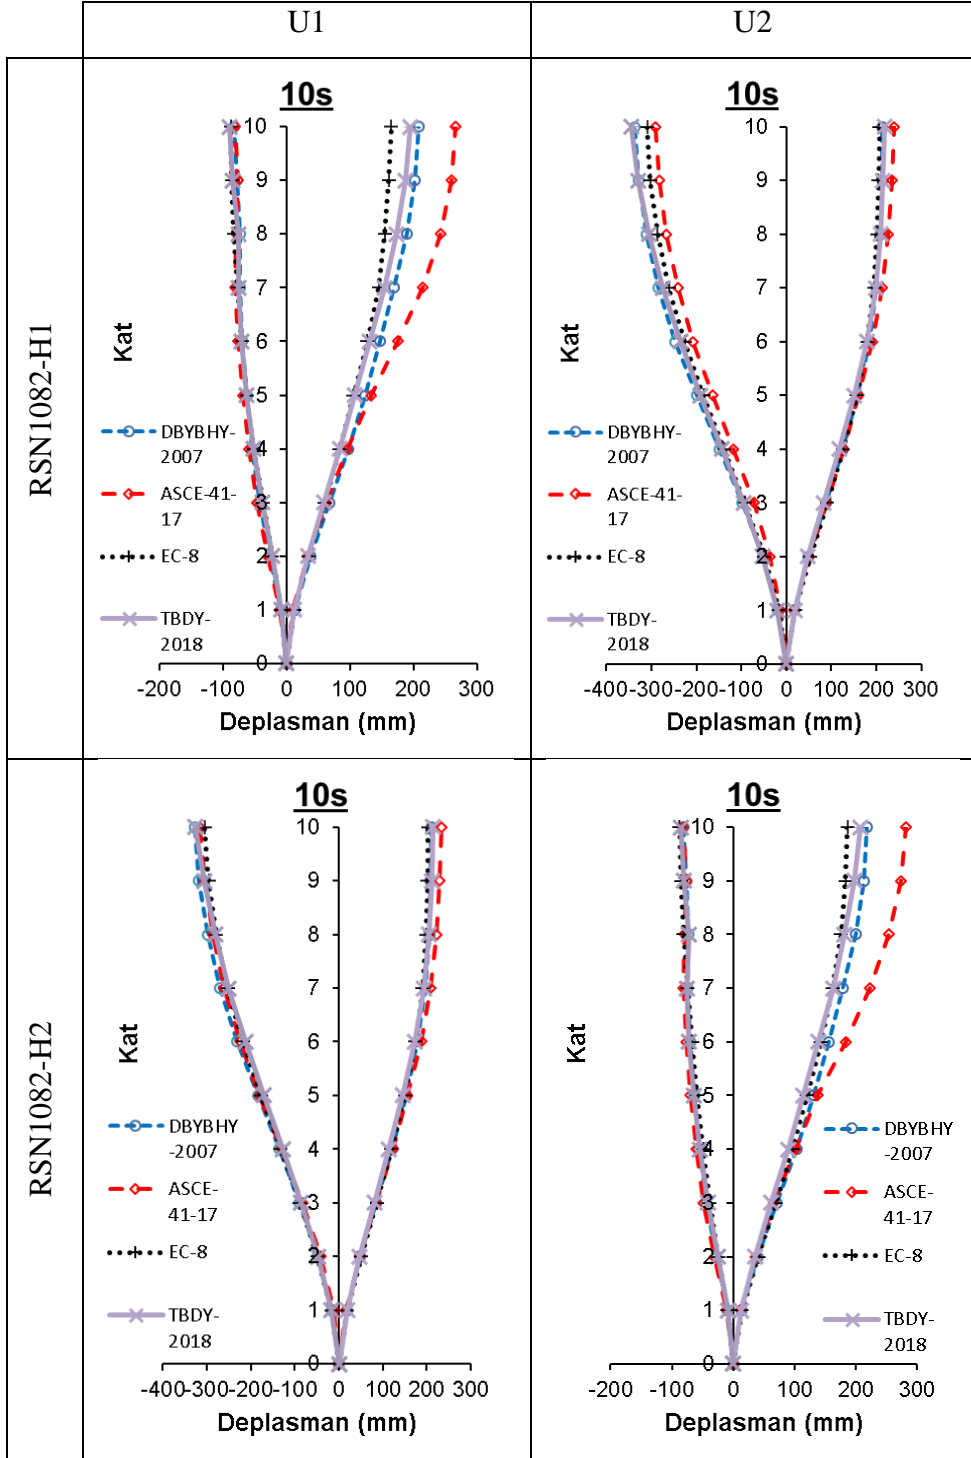 U1
U2
RSN1082-H1
10s
10
9
8
7
6
5
4
3
2
1
0
Kat
DBYBHY-
2007
ASCE-41-
17
EC-8
TBDY-
2018
-200 -100 0 100 200 300
Deplasman (mm)
10s
10
9
8
7
6
5
4
3
2
1
0
Kat
DBYBHY-
2007
ASCE-41-
17
EC-8
TBDY-
2018
-400 -300 -200 -100 0 100 200 300
Deplasman (mm)
RSN1082-H2
10s
10
9
8
7
6
5
4
3
2
1
0
Kat
DBYBHY
-2007
ASCE-
41-17
EC-8
TBDY-
2018
-400 -300 -200 -100 0 100 200 300
Deplasman (mm)
10s
10
9
8
7
6
5
4
3
2
1
0
Kat
DBYBHY
-2007
ASCE-
41-17
EC-8
TBDY-
2018
-200 -100 0 100 200 300
Deplasman (mm)